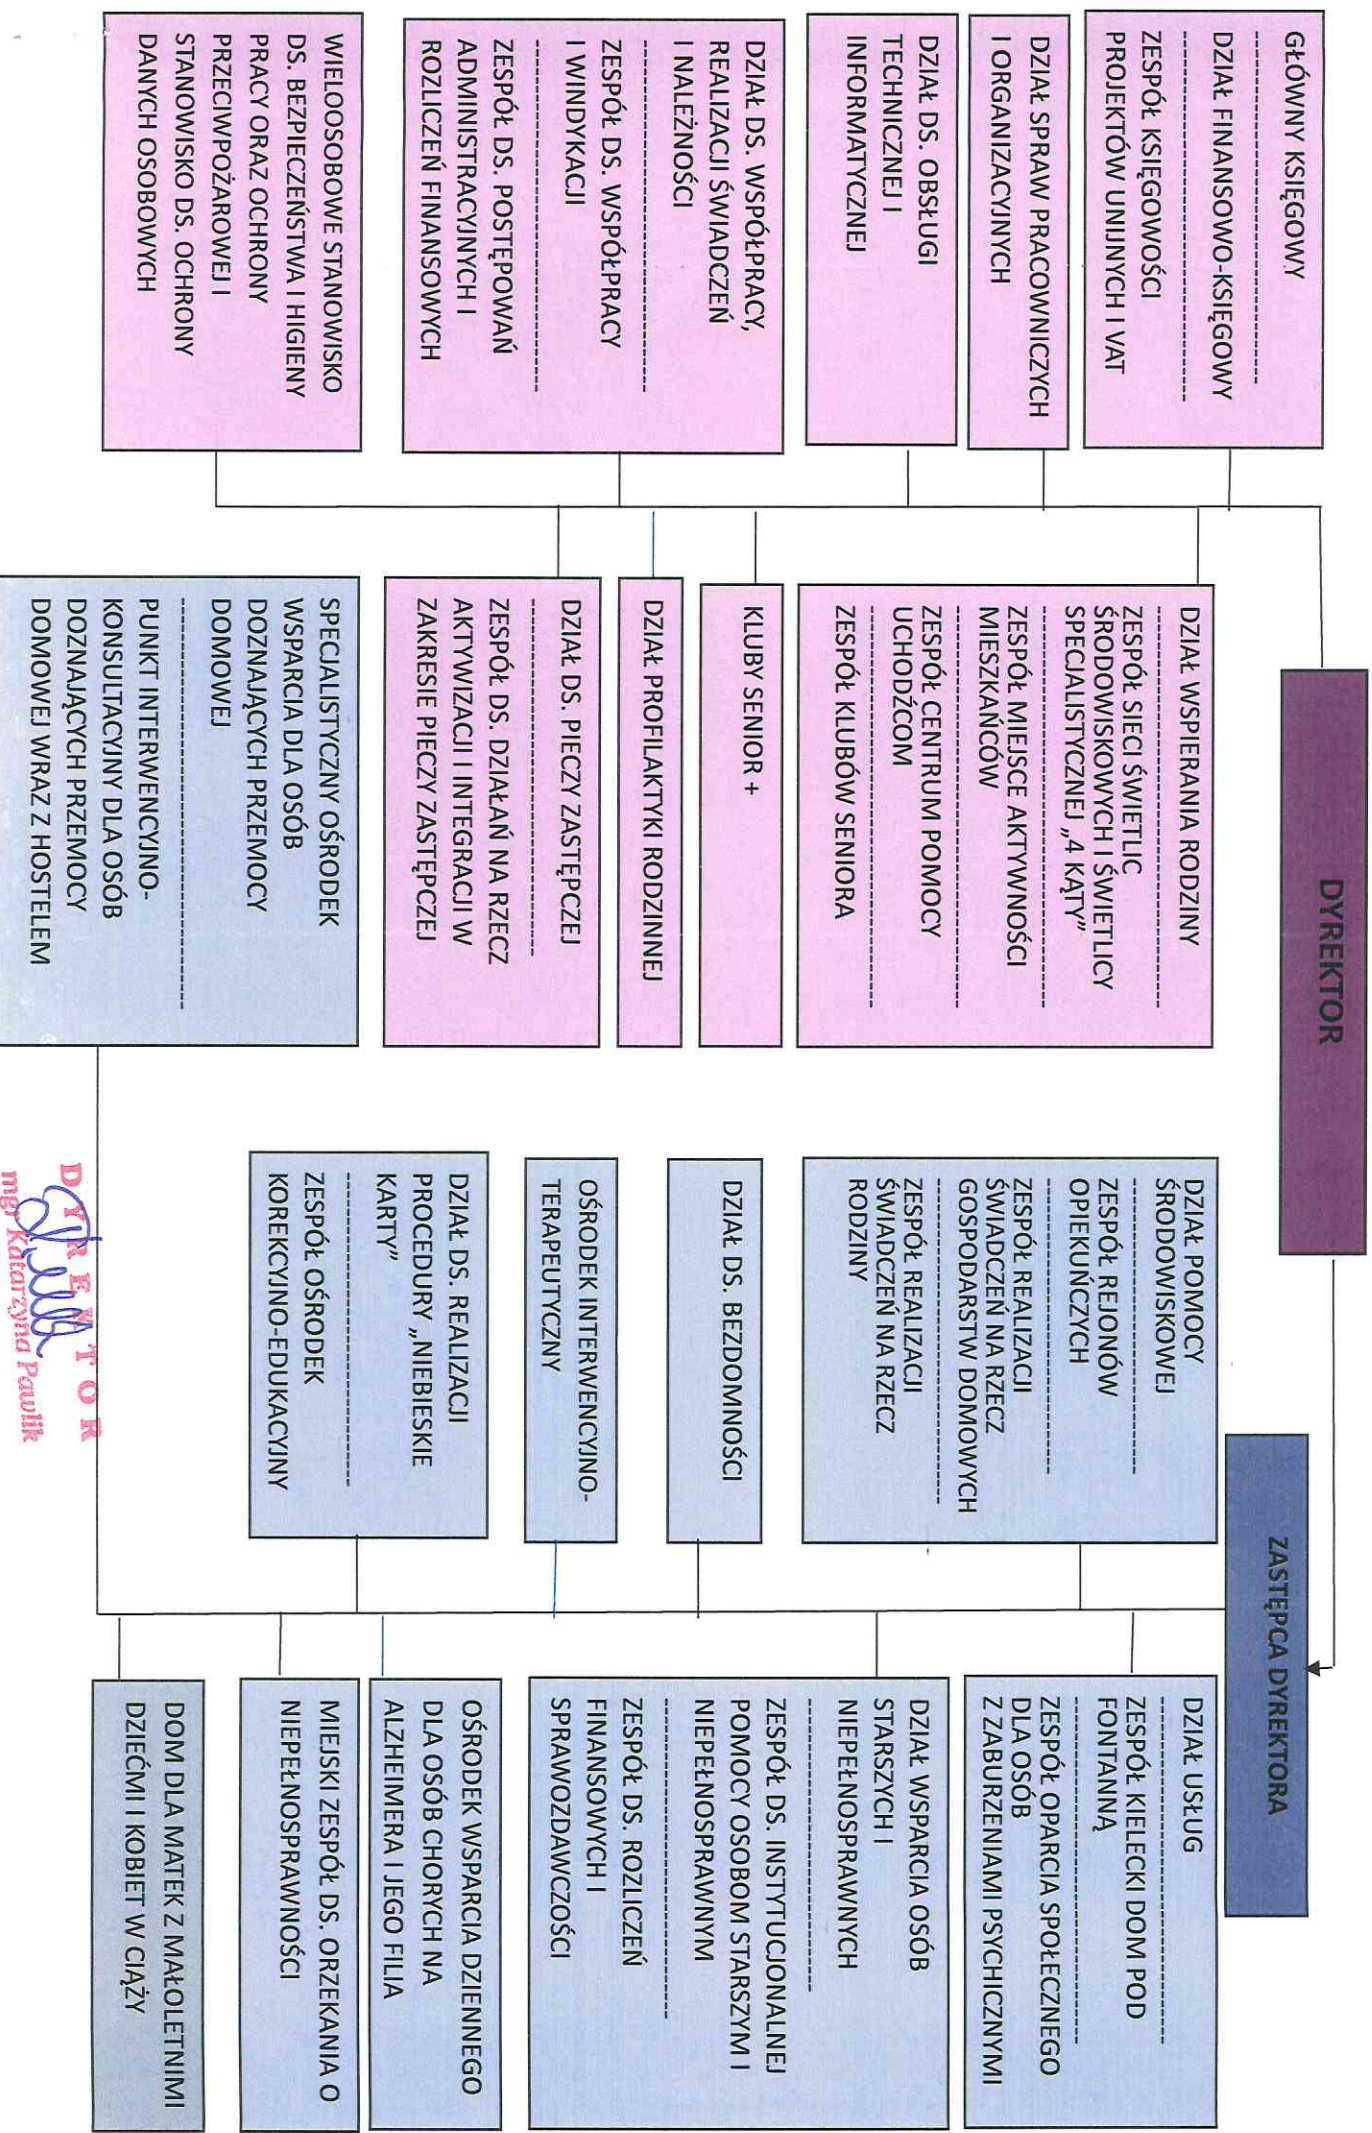 DYREKTOR
ZASTĘPCA DYREKTORA
GŁÓWNY KSIĘGOWY
DZIAŁ FINANSOWO-KSIĘGOWY
ZESPÓŁ KSIĘGOWOŚCI
PROJEKTÓW UNIJNYCH I VAT
DZIAŁ SPRAW PRACOWNICZYCH
I ORGANIZACYJNYCH
DZIAŁ DS. OBSŁUGI
TECHNICZNEJ I
INFORMATYCZNEJ
DZIAŁ DS. WSPÓŁPRACY,
REALIZACJI ŚWIADCZEŃ
I NALEŻNOŚCI
ZESPÓŁ DS. WSPÓŁPRACY
I WINDYKACJI
ZESPÓŁ DS. POSTĘPOWAŃ
ADMINISTRACYJNYCH I
ROZLICZEŃ FINANSOWYCH
WIELOOSOBOWE STANOWISKO
DS. BEZPIECZEŃSTWA I HIGIENY
PRACY ORAZ OCHRONY
PRZECIWPOŻAROWEJ I
STANOWISKO DS. OCHRONY
DANYCH OSOBOWYCH
DZIAŁ WSPIERANIA RODZINY
ZESPÓŁ SIECI ŚWIETLIC
ŚRODOWISKOWYCH I ŚWIETLICY
SPECJALISTYCZNEJ „4 KĄTY”
ZESPÓŁ MIEJSCE AKTYWNOŚCI
MIESZKAŃCÓW
ZESPÓŁ CENTRUM POMOCY
UCHODŹCOM
ZESPÓŁ KLUBÓW SENIORA
KLUBY SENIOR +
DZIAŁ PROFILAKTYKI RODZINNEJ
DZIAŁ DS. PIECZY ZASTĘPCZEJ
ZESPÓŁ DS. DZIAŁAŃ NA RZECZ
AKTYWIZACJI I INTEGRACJI W
ZAKRESIE PIECZY ZASTĘPCZEJ
SPECJALISTYCZNY OŚRODEK
WSPARCIA DLA OSÓB
DOZNAJĄCYCH PRZEMOCY
DOMOWEJ
PUNKT INTERWENCYJNO-
KONSULTACYJNY DLA OSÓB
DOZNAJĄCYCH PRZEMOCY
DOMOWEJ WRAZ Z HOSTELEM
DZIAŁ POMOCY
ŚRODOWISKOWEJ
ZESPÓŁ REJONÓW
OPIEKUŃCZYCH
ZESPÓŁ REALIZACJI
ŚWIADCZEŃ NA RZECZ
GOSPODARSTW DOMOWYCH
ZESPÓŁ REALIZACJI
ŚWIADCZEŃ NA RZECZ
RODZINY
DZIAŁ DS. BEZDOMNOŚCI
OŚRODEK INTERWENCYJNO-
TERAPEUTYCZNY
DZIAŁ DS. REALIZACJI
PROCEDURY „NIEBIESKIE
KARTY”
ZESPÓŁ OŚRODEK
KOREKCYJNO-EDUKACYJNY
DZIAŁ USŁUG
ZESPÓŁ KIELECKI DOM POD
FONTANNĄ
ZESPÓŁ OPARCIA SPOŁECZNEGO
DLA OSÓB
Z ZABURZENIAMI PSYCHICZNYMI
DZIAŁ WSPARCIA OSÓB
STARSZYCH I
NIEPEŁNOSPRAWNYCH
ZESPÓŁ DS. INSTYTUCJONALNEJ
POMOCY OSOBOM STARSZYM I
NIEPEŁNOSPRAWNYM
ZESPÓŁ DS. ROZLICZEŃ
FINANSOWYCH I
SPRAWOZDAWCZOŚCI
OŚRODEK WSPARCIA DZIENNEGO
DLA OSÓB CHORYCH NA
ALZHEIMERA I JEGO FILIA
MIEJSKI ZESPÓŁ DS. ORZEKANIA O
NIEPEŁNOSPRAWNOŚCI
DOM DLA MATEK Z MAŁOLETNIMI
DZIEĆMI I KOBIET W CIĄŻY
DYREKTOR
mgr Katarzyna Pawlik